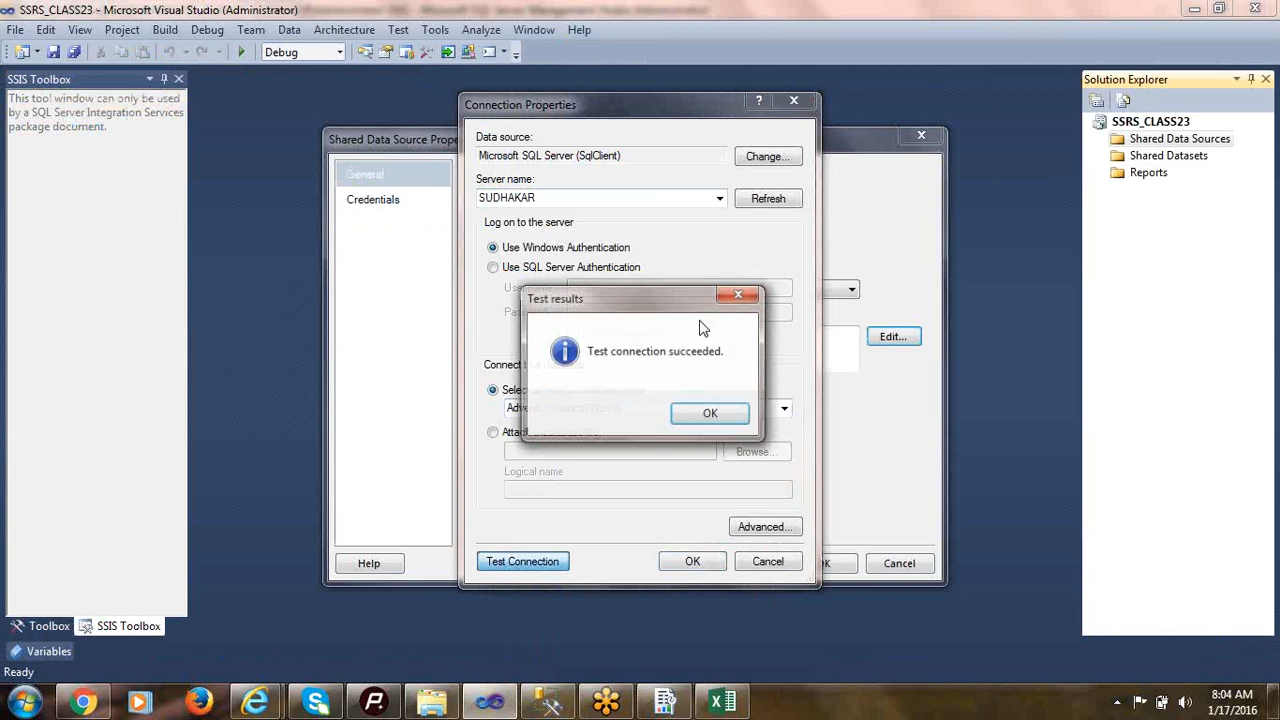 SSRS_CLASS23 - Microsoft Visual Studio (Administrator)
File Edit View Project Build Debug Team Data Architecture Test Tools Analyze Window Help
Debug
SSIS Toolbox
This tool window can only be used
by a SQL Server Integration Services
package document.
Toolbox SSIS Toolbox
Variables
Ready
Shared Data Source Prope
General
Credentials
Help
Edit...
Cancel
Connection Properties
Data source:
Microsoft SQL Server (SqlClient)
Change...
Server name:
SUDHAKAR
Refresh
Log on to the server
Use Windows Authentication
Use SQL Server Authentication
Test results
Test connection succeeded.
OK
Browse...
Logical name
Advanced...
Test Connection OK Cancel
Solution Explorer
SSRS_CLASS23
Shared Data Sources
Shared Datasets
Reports
8:04 AM
1/17/2016